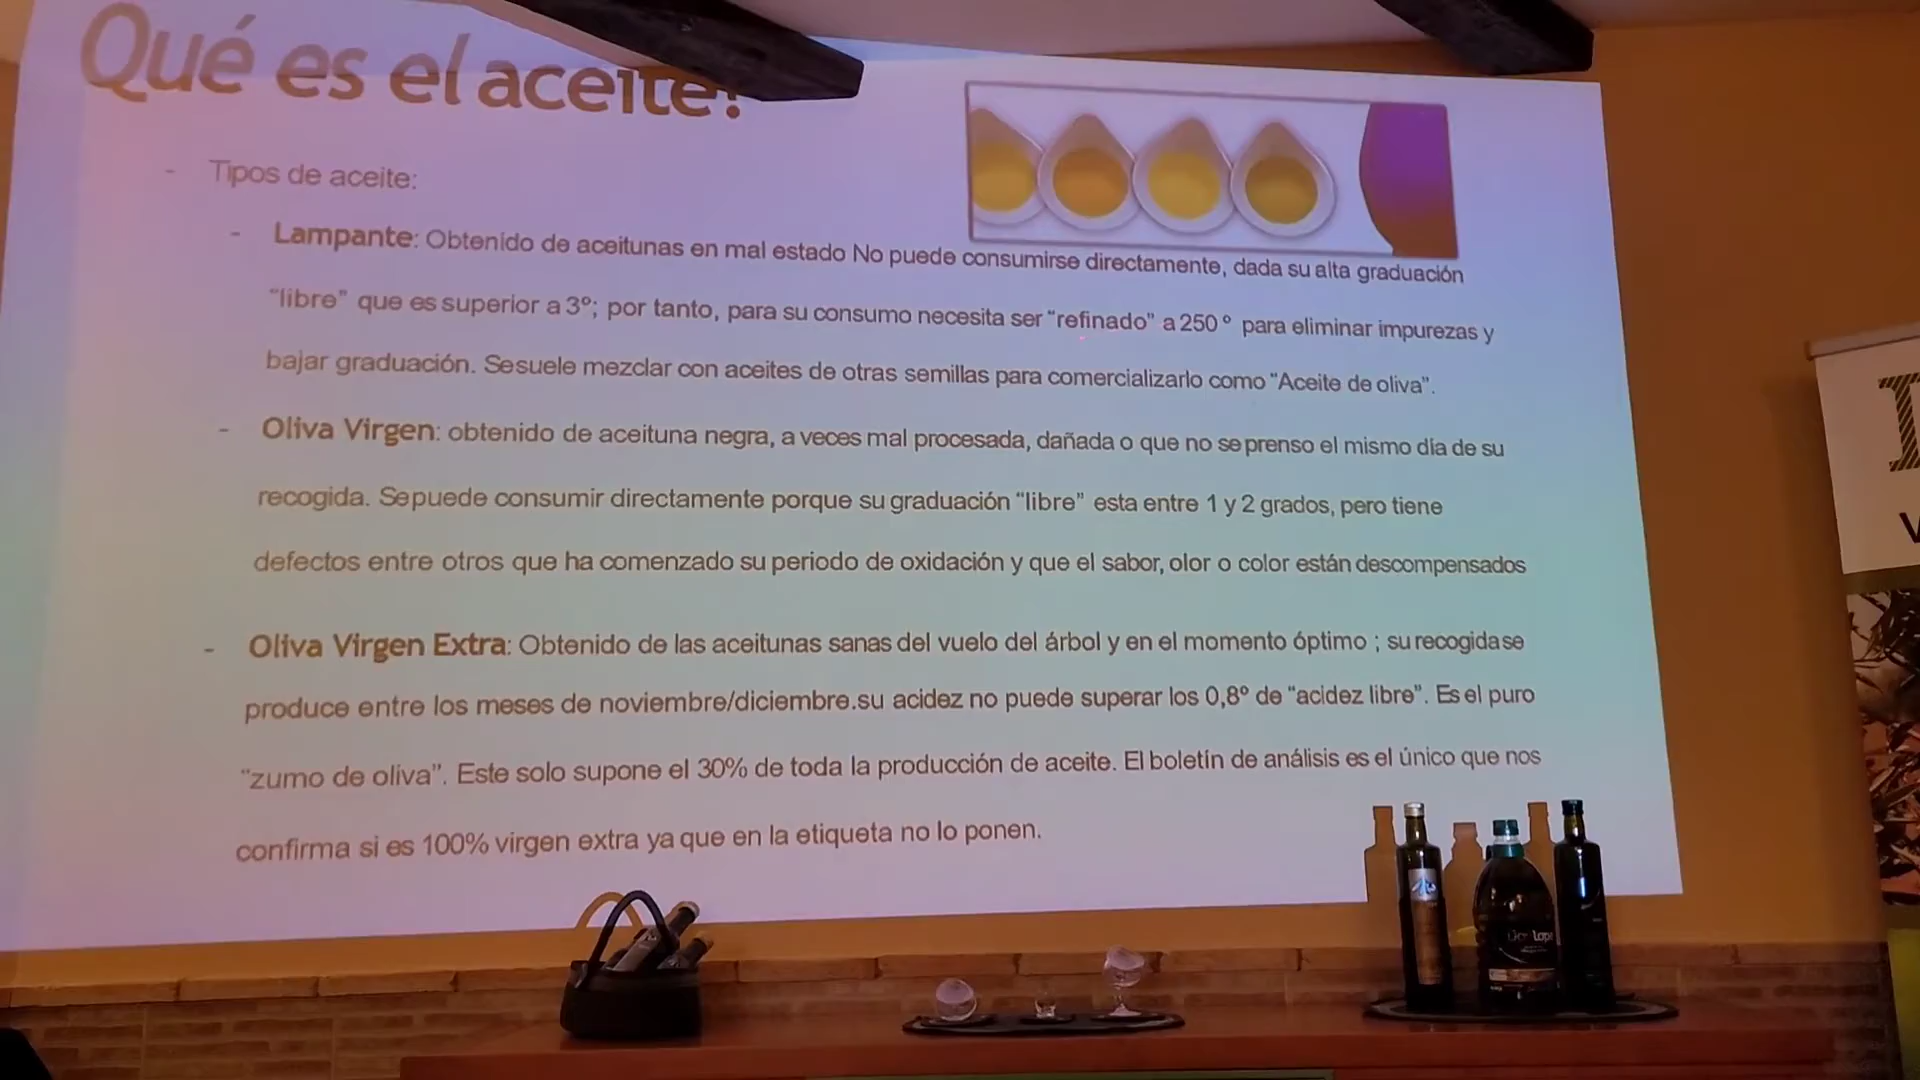 Qué es el aceite?
- Tipos de aceite:
- Lampante: Obtenido de aceitunas en mal estado No puede consumirse directamente, dada su alta graduación
"libre" que es superior a 3º; por tanto, para su consumo necesita ser "refinado" a 250 º para eliminar impurezas y
bajar graduación. Se suele mezclar con aceites de otras semillas para comercializarlo como "Aceite de oliva".
- Oliva Virgen: obtenido de aceituna negra, a veces mal procesada, dañada o que no se prenso el mismo día de su
recogida. Se puede consumir directamente porque su graduación "libre" esta entre 1 y 2 grados, pero tiene
defectos entre otros que ha comenzado su periodo de oxidación y que el sabor, olor o color están descompensados
- Oliva Virgen Extra: Obtenido de las aceitunas sanas del vuelo del árbol y en el momento óptimo ; su recogida se
produce entre los meses de noviembre/diciembre.su acidez no puede superar los 0,8º de "acidez libre". Es el puro
"zumo de oliva". Este solo supone el 30% de toda la producción de aceite. El boletín de análisis es el único que nos
confirma si es 100% virgen extra ya que en la etiqueta no lo ponen.